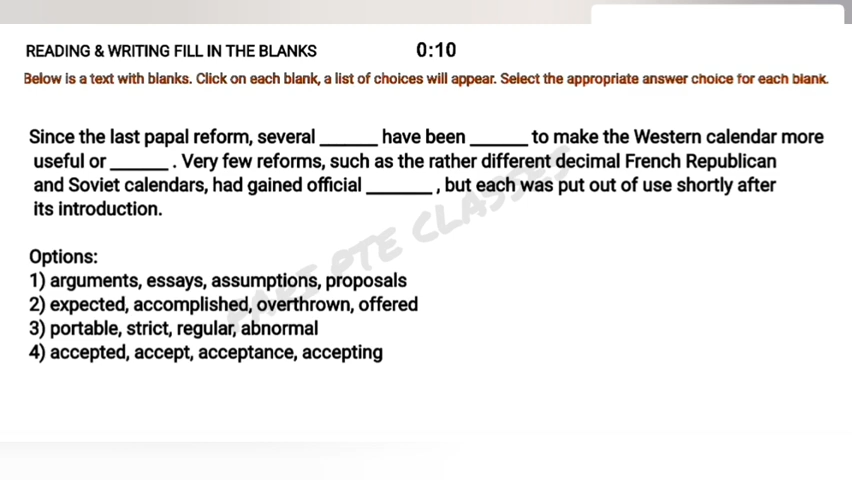 READING & WRITING FILL IN THE BLANKS 0:10
Below is a text with blanks. Click on each blank, a list of choices will appear. Select the appropriate answer choice for each blank.
Since the last papal reform, several ______ have been ______ to make the Western calendar more
useful or ______ . Very few reforms, such as the rather different decimal French Republican
and Soviet calendars, had gained official _______ , but each was put out of use shortly after
its introduction.
Options:
1) arguments, essays, assumptions, proposals
2) expected, accomplished, overthrown, offered
3) portable, strict, regular, abnormal
4) accepted, accept, acceptance, accepting
PTE CLASSES